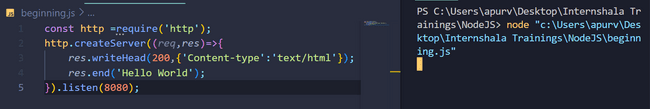 beginning.js > ...
1 const http =require('http');
2 http.createServer((req,res)=>{
3 res.writeHead(200,{'Content-type':'text/html'});
4 res.end('Hello World');
5 }).listen(8080);
PS C:\Users\apurv\Desktop\Internshala Tr
ainings\NodeJS> node "c:\Users\apurv\Des
ktop\Internshala Trainings\NodeJS\beginn
ing.js"